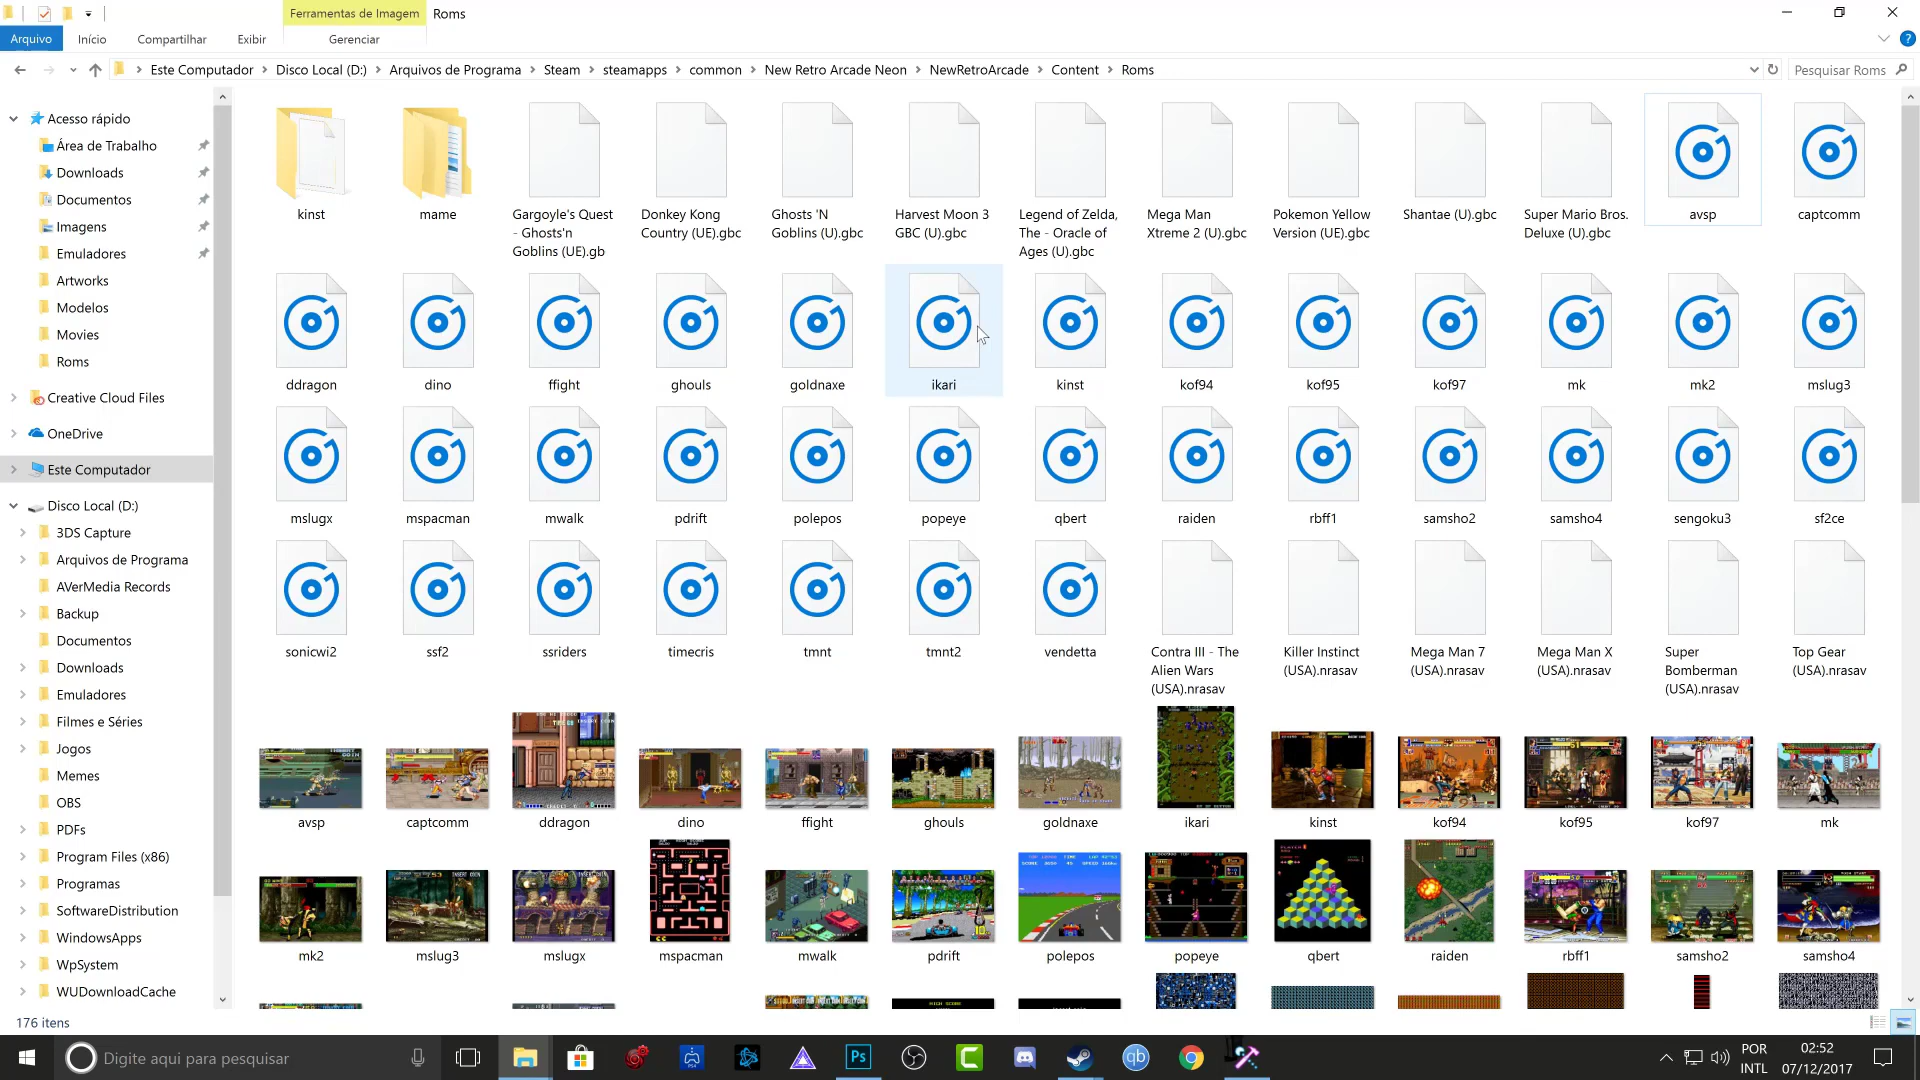 Ferramentas de Imagem
Roms
Arquivo
Início
Compartilhar
Exibir
Gerenciar
Este Computador
Disco Local (D:)
Arquivos de Programa
Steam
steamapps
common
New Retro Arcade Neon
NewRetroArcade
Content
Roms
Pesquisar Roms
Acesso rápido
Área de Trabalho
Downloads
Documentos
Imagens
Emuladores
Artworks
Modelos
Movies
Roms
Creative Cloud Files
OneDrive
Este Computador
Disco Local (D:)
3DS Capture
Arquivos de Programa
AVerMedia Records
Backup
Documentos
Downloads
Emuladores
Filmes e Séries
Jogos
Memes
OBS
PDFs
Program Files (x86)
Programas
SoftwareDistribution
WindowsApps
WpSystem
WUDownloadCache
kinst
mame
Gargoyle's Quest
- Ghosts'n
Goblins (UE).gb
Donkey Kong
Country (UE).gbc
Ghosts 'N
Goblins (U).gbc
Harvest Moon 3
GBC (U).gbc
Legend of Zelda,
The - Oracle of
Ages (U).gbc
Mega Man
Xtreme 2 (U).gbc
Pokemon Yellow
Version (UE).gbc
Shantae (U).gbc
Super Mario Bros.
Deluxe (U).gbc
avsp
captcomm
ddragon
dino
ffight
ghouls
goldnaxe
ikari
kinst
kof94
kof95
kof97
mk
mk2
mslug3
mslugx
mspacman
mwalk
pdrift
polepos
popeye
qbert
raiden
rbff1
samsho2
samsho4
sengoku3
sf2ce
sonicwi2
ssf2
ssriders
timecris
tmnt
tmnt2
vendetta
Contra III - The
Alien Wars
(USA).nrasav
Killer Instinct
(USA).nrasav
Mega Man 7
(USA).nrasav
Mega Man X
(USA).nrasav
Super
Bomberman
(USA).nrasav
Top Gear
(USA).nrasav
avsp
captcomm
ddragon
dino
ffight
ghouls
goldnaxe
ikari
kinst
kof94
kof95
kof97
mk
mk2
mslug3
mslugx
mspacman
mwalk
pdrift
polepos
popeye
qbert
raiden
rbff1
samsho2
samsho4
176 itens
Digite aqui para pesquisar
Ps
qb
POR
INTL
02:52
07/12/2017